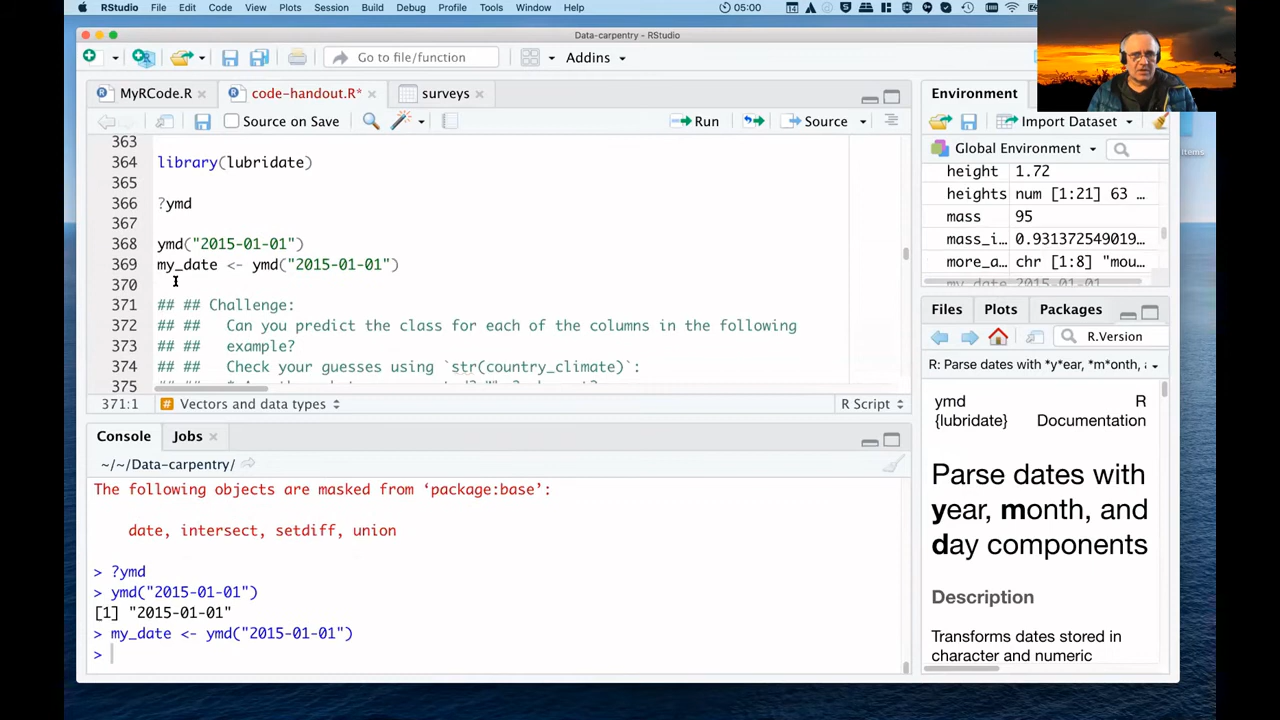 RStudio File Edit Code View Plots Session Build Debug Profile Tools Window Help 05:00
Data-carpentry - RStudio
Go to file/function Addins
MyRCode.R code-handout.R* surveys
Source on Save Run Source
363
364 library(lubridate)
365
366 ?ymd
367
368 ymd("2015-01-01")
369 my_date <- ymd("2015-01-01")
370
371 ## ## Challenge:
372 ## ## Can you predict the class for each of the columns in the following
373 ## ## example?
374 ## ## Check your guesses using `str(country_climate)`:
375
371:1 # Vectors and data types R Script
Console Jobs
~/~/Data-carpentry/
The following objects are masked from ‘package:base’:
date, intersect, setdiff, union
> ?ymd
> ymd("2015-01-01")
[1] "2015-01-01"
> my_date <- ymd("2015-01-01")
>
Environment
Import Dataset
Global Environment
height 1.72
heights num [1:21] 63 ...
mass 95
mass_i… 0.931372549019…
more_a… chr [1:8] "mou…
my_date 2015-01-01
Files Plots Packages
R.Version
R: Parse dates with *y*ear, *m*onth, a
ymd R
{lubridate} Documentation
Parse dates with
year, month, and
day components
Description
Transforms dates stored in
character and numeric
Items